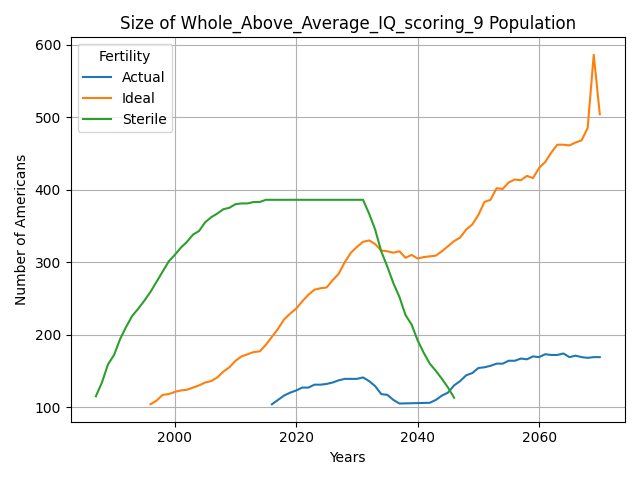 Size of Whole_Above_Average_IQ_scoring_9 Population
Fertility
Actual
Ideal
Sterile
Number of Americans
600
500
400
300
200
100
2000
2020
2040
2060
Years